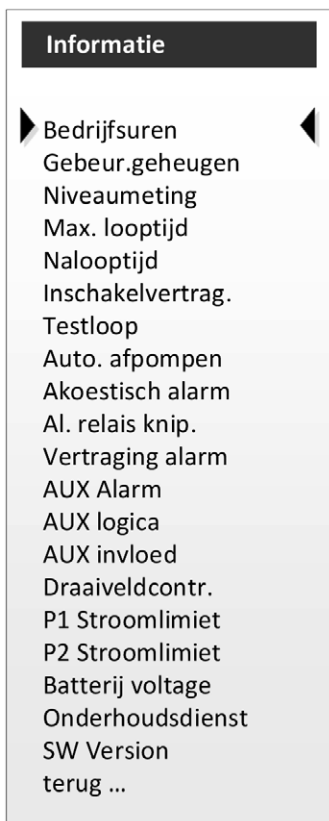 Informatie
Bedrijfsuren
Gebeur.geheugen
Niveaumeting
Max. looptijd
Nalooptijd
Inschakelvertrag.
Testloop
Auto. afpompen
Akoestisch alarm
Al. relais knip.
Vertraging alarm
AUX Alarm
AUX logica
AUX invloed
Draaiveldcontr.
P1 Stroomlimiet
P2 Stroomlimiet
Batterij voltage
Onderhoudsdienst
SW Version
terug ...